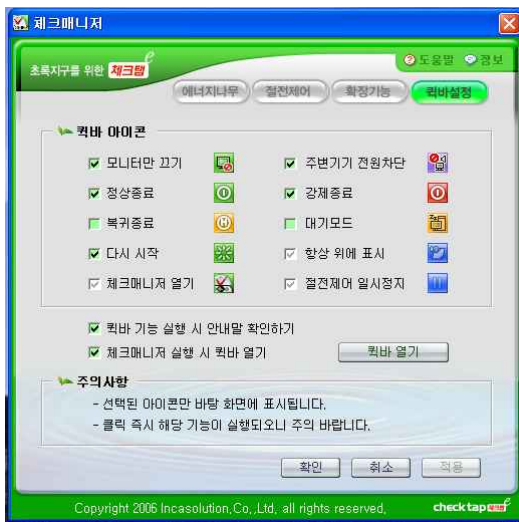 체크매니저
초록지구를 위한 체크탭 e
도움말 정보
에너지나무 절전제어 확장기능 퀵바설정
퀵바 아이콘
모니터만 끄기 주변기기 전원차단
정상종료 강제종료
복귀종료 대기모드
다시 시작 항상 위에 표시
체크매니저 열기 절전제어 일시정지
퀵바 기능 실행 시 안내말 확인하기
체크매니저 실행 시 퀵바 열기 퀵바 열기
주의사항
- 선택된 아이콘만 바탕 화면에 표시됩니다.
- 클릭 즉시 해당 기능이 실행되오니 주의 바랍니다.
확인 취소 적용
Copyright 2006 Incasolution,Co,.Ltd, all rights reserved, check tap 체크탭